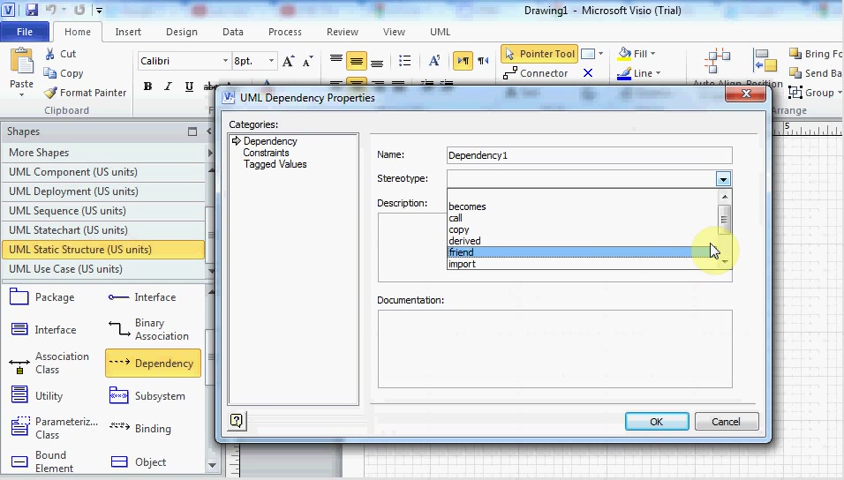 Drawing1 - Microsoft Visio (Trial)
File Home Insert Design Data Process Review View UML
Cut
Copy
Format Painter
Paste
Clipboard
Calibri 8pt. A A
B I U
Pointer Tool
Connector
A
Fill
Line
Auto Align Position
Bring Fo
Send Ba
Group
Shapes
More Shapes
UML Component (US units)
UML Deployment (US units)
UML Sequence (US units)
UML Statechart (US units)
UML Static Structure (US units)
UML Use Case (US units)
Package Interface
Interface Binary Association
Association Class Dependency
Utility Subsystem
Parameteriz... Class Binding
Bound Element Object
UML Dependency Properties
Categories:
Dependency
Constraints
Tagged Values
Name: Dependency1
Stereotype:
becomes
call
copy
derived
friend
import
Description:
Documentation:
OK Cancel
5